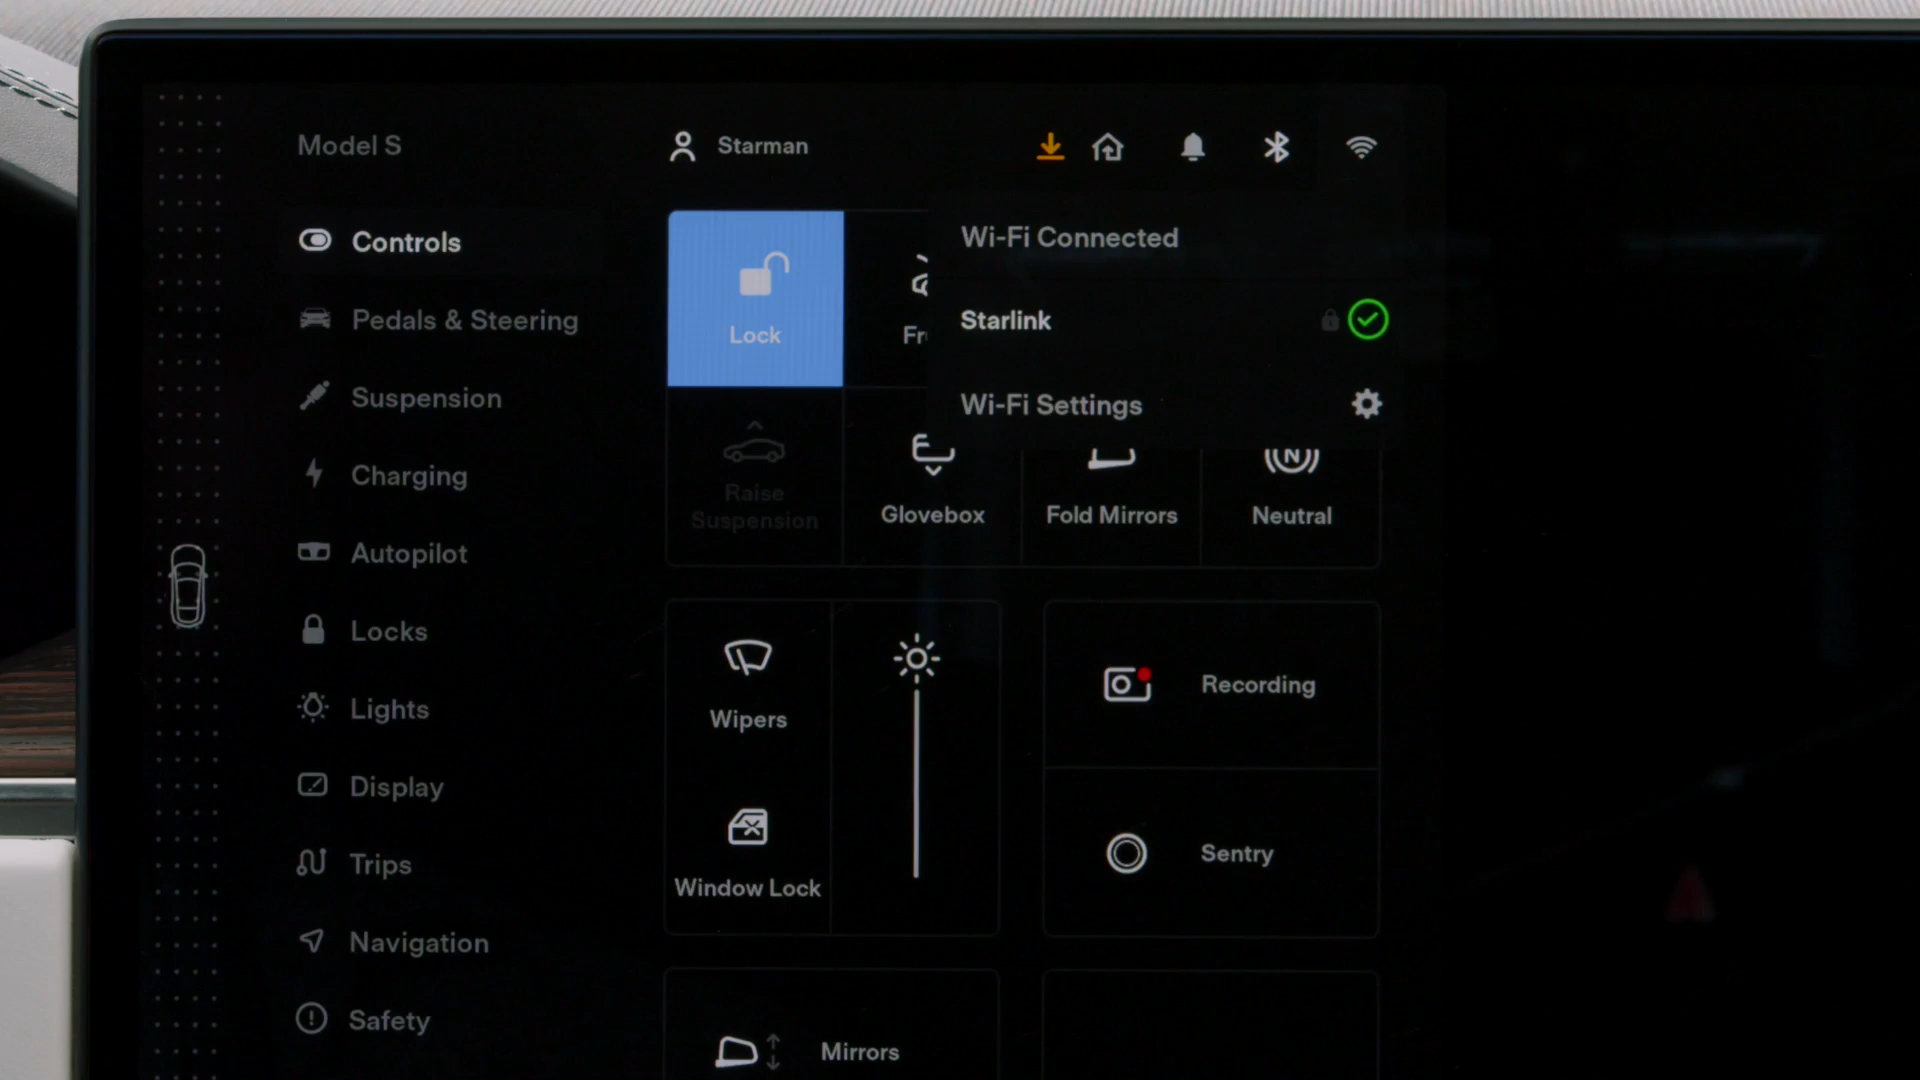 Model S
Starman
Controls
Pedals & Steering
Suspension
Charging
Autopilot
Locks
Lights
Display
Trips
Navigation
Safety
Lock
Fr
Wi-Fi Connected
Starlink
Wi-Fi Settings
Raise
Suspension
Glovebox
Fold Mirrors
N
Neutral
Wipers
Window Lock
Recording
Sentry
Mirrors